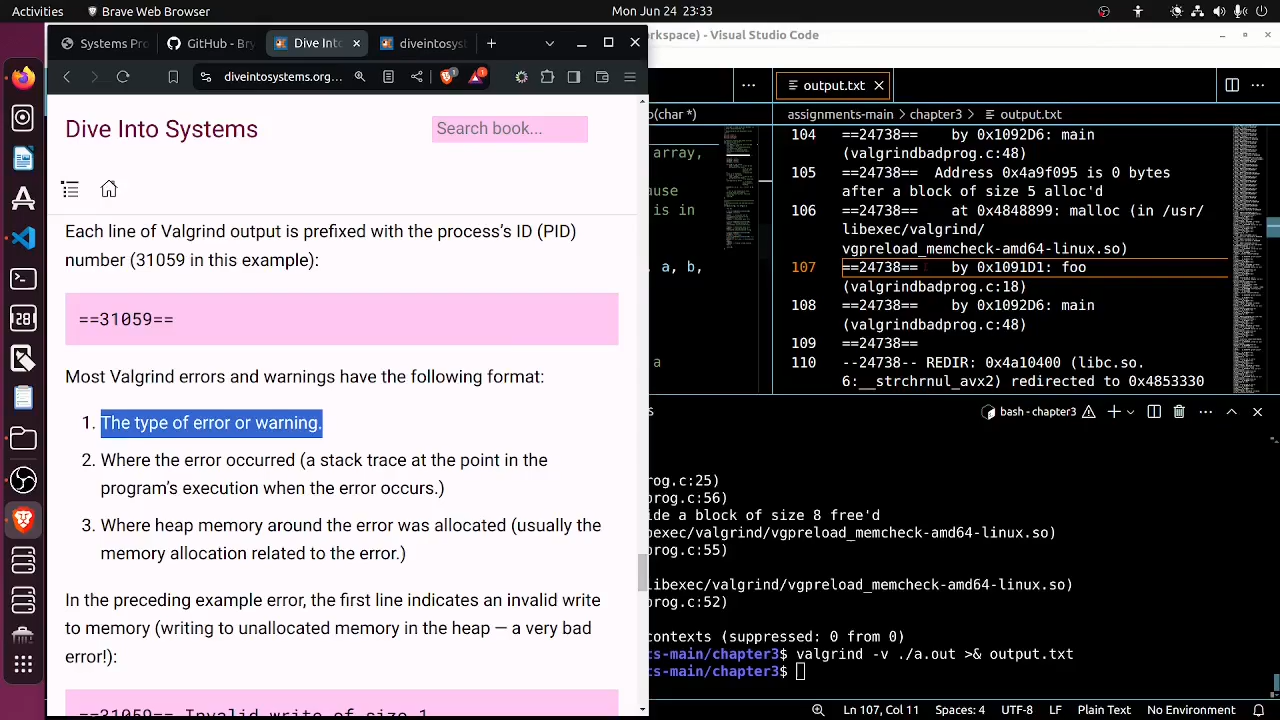 Activities
Brave Web Browser
Mon Jun 24 23:33
Systems Pro
GitHub - Bry
Dive Into
diveintosyst
diveintosystems.org...
Dive Into Systems
Search book...
Each line of Valgrind output is prefixed with the process's ID (PID)
number (31059 in this example):
==31059==
Most Valgrind errors and warnings have the following format:
1. The type of error or warning.
2. Where the error occurred (a stack trace at the point in the
program's execution when the error occurs.)
3. Where heap memory around the error was allocated (usually the
memory allocation related to the error.)
In the preceding example error, the first line indicates an invalid write
to memory (writing to unallocated memory in the heap — a very bad
error!):
==31059== Invalid write of size 1
kspace) - Visual Studio Code
output.txt
o(char *)
assignments-main > chapter3 > output.txt
array,
ause
is in
, a, b,
a
104 ==24738== by 0x1092D6: main
(valgrindbadprog.c:48)
105 ==24738== Address 0x4a9f095 is 0 bytes
after a block of size 5 alloc'd
106 ==24738== at 0x4848899: malloc (in /usr/
libexec/valgrind/
vgpreload_memcheck-amd64-linux.so)
107 ==24738== by 0x1091D1: foo
(valgrindbadprog.c:18)
108 ==24738== by 0x1092D6: main
(valgrindbadprog.c:48)
109 ==24738==
110 --24738-- REDIR: 0x4a10400 (libc.so.
6:__strchrnul_avx2) redirected to 0x4853330
bash - chapter3
prog.c:25)
prog.c:56)
ide a block of size 8 free'd
bexec/valgrind/vgpreload_memcheck-amd64-linux.so)
prog.c:55)
libexec/valgrind/vgpreload_memcheck-amd64-linux.so)
prog.c:52)
contexts (suppressed: 0 from 0)
ts-main/chapter3$ valgrind -v ./a.out >& output.txt
ts-main/chapter3$
Ln 107, Col 11
Spaces: 4
UTF-8
LF
Plain Text
No Environment